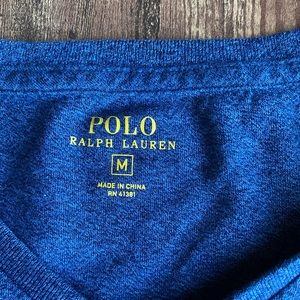 POLO
RALPH LAUREN
M
MADE IN CHINA
RN 41381